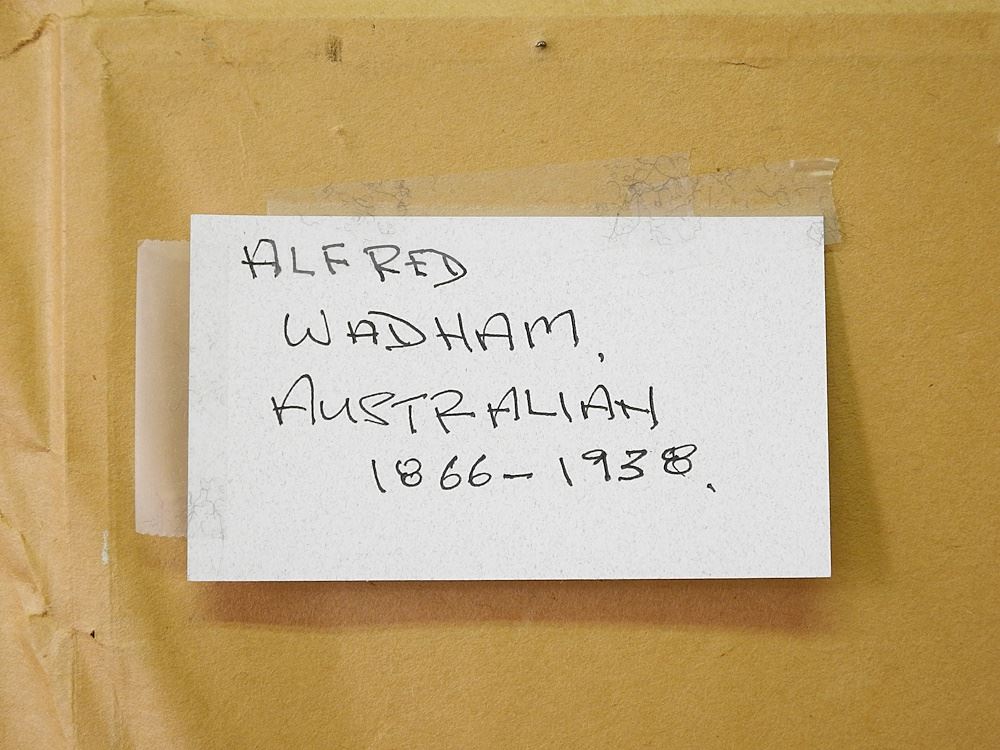 ALFRED
WADHAM,
AUSTRALIAN
1866-1938.